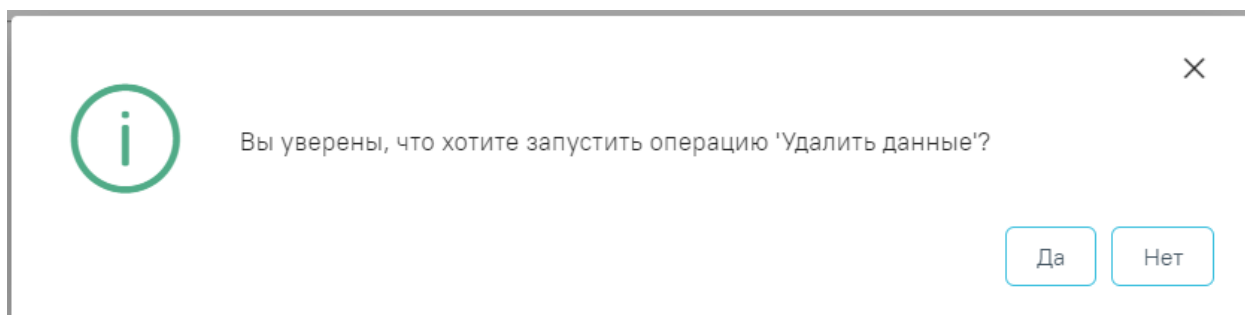 Вы уверены, что хотите запустить операцию 'Удалить данные'?
Да Нет